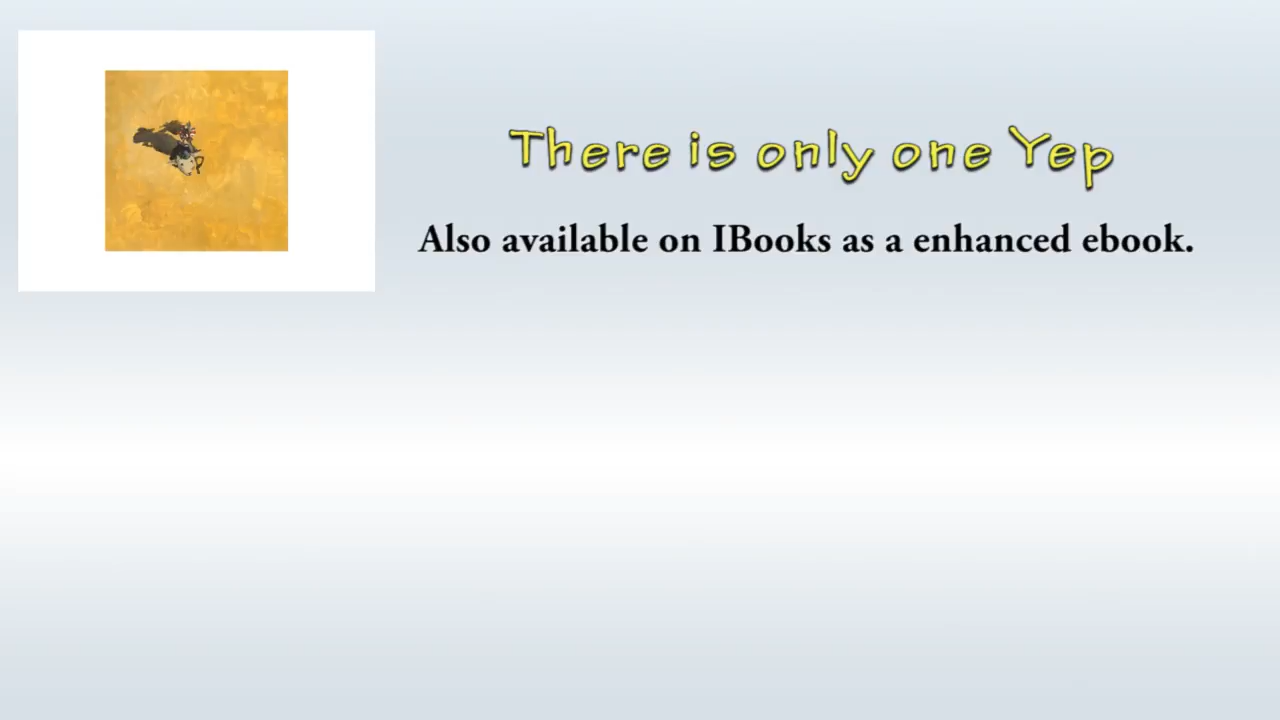 There is only one Yep
Also available on IBooks as a enhanced ebook.